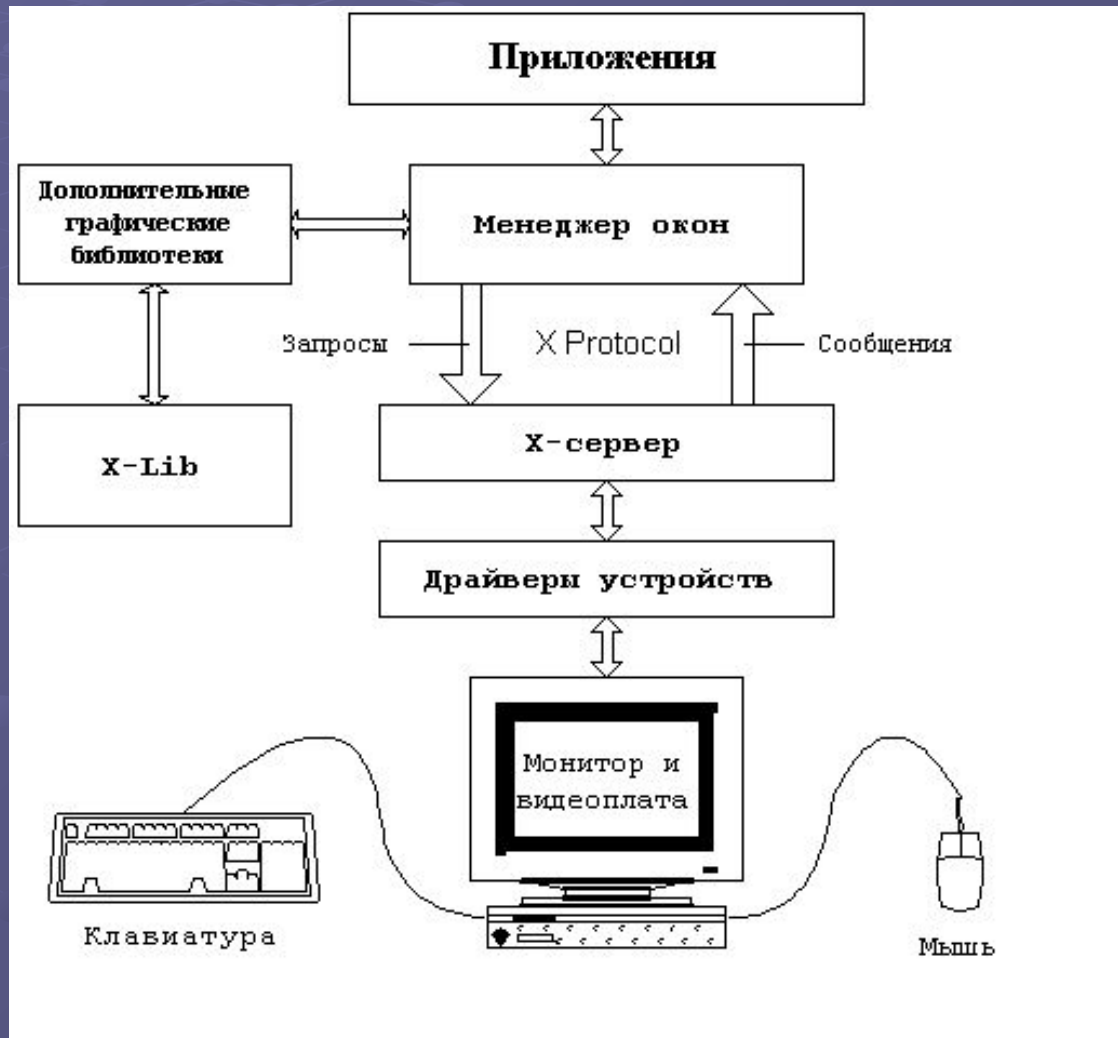 Приложения
Дополнительные
графические
библиотеки
Менеджер окон
Запросы
X Protocol
Сообщения
X-Lib
X-сервер
Драйверы устройств
Монитор и
видеоплата
Клавиатура
Мышь